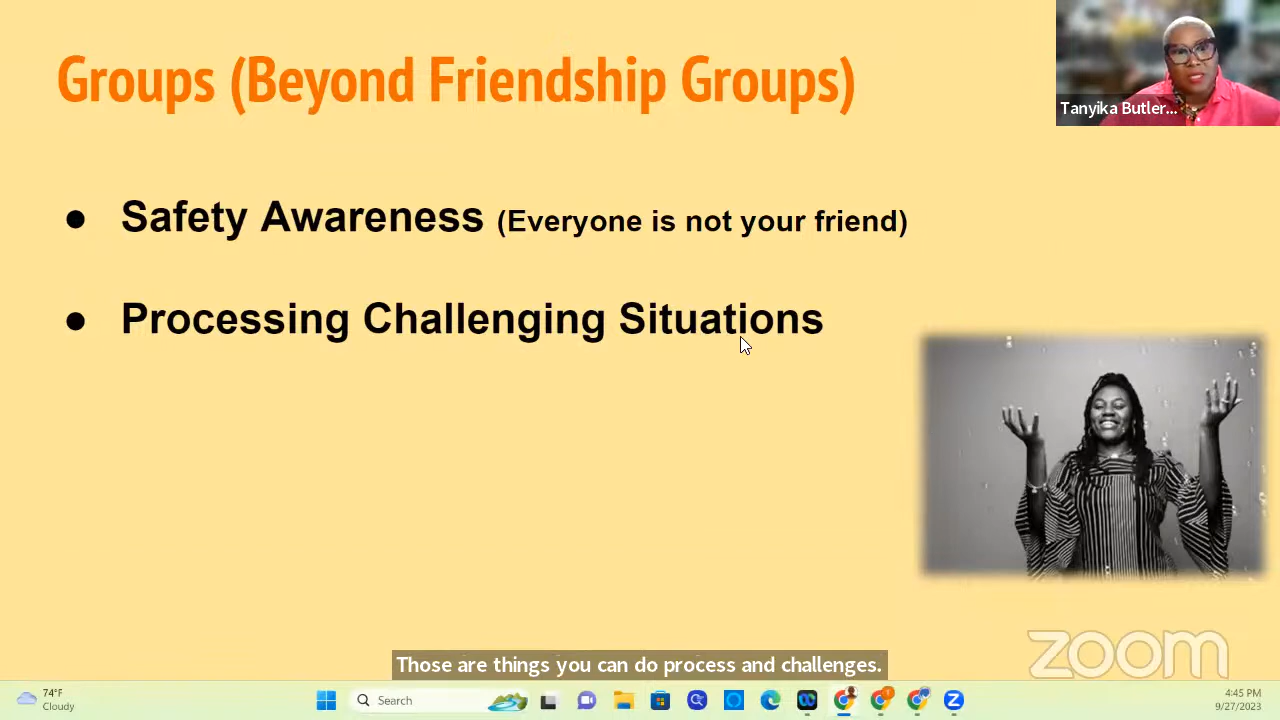 Groups (Beyond Friendship Groups)
Tanyika Butler...
● Safety Awareness (Everyone is not your friend)
● Processing Challenging Situations
zoom
Those are things you can do process and challenges.
74°F
Cloudy
Search
4:45 PM
9/27/2023